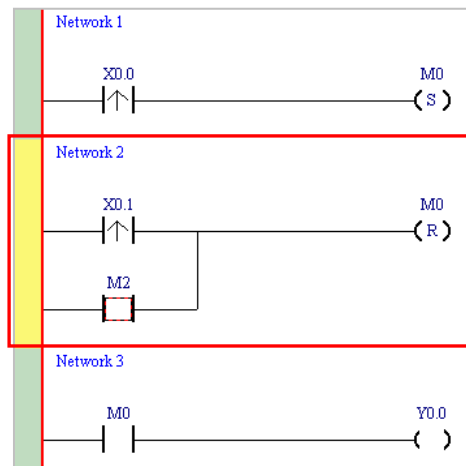 Network 1
X0.0 M0
S
Network 2
X0.1 M0
R
M2
Network 3
M0 Y0.0